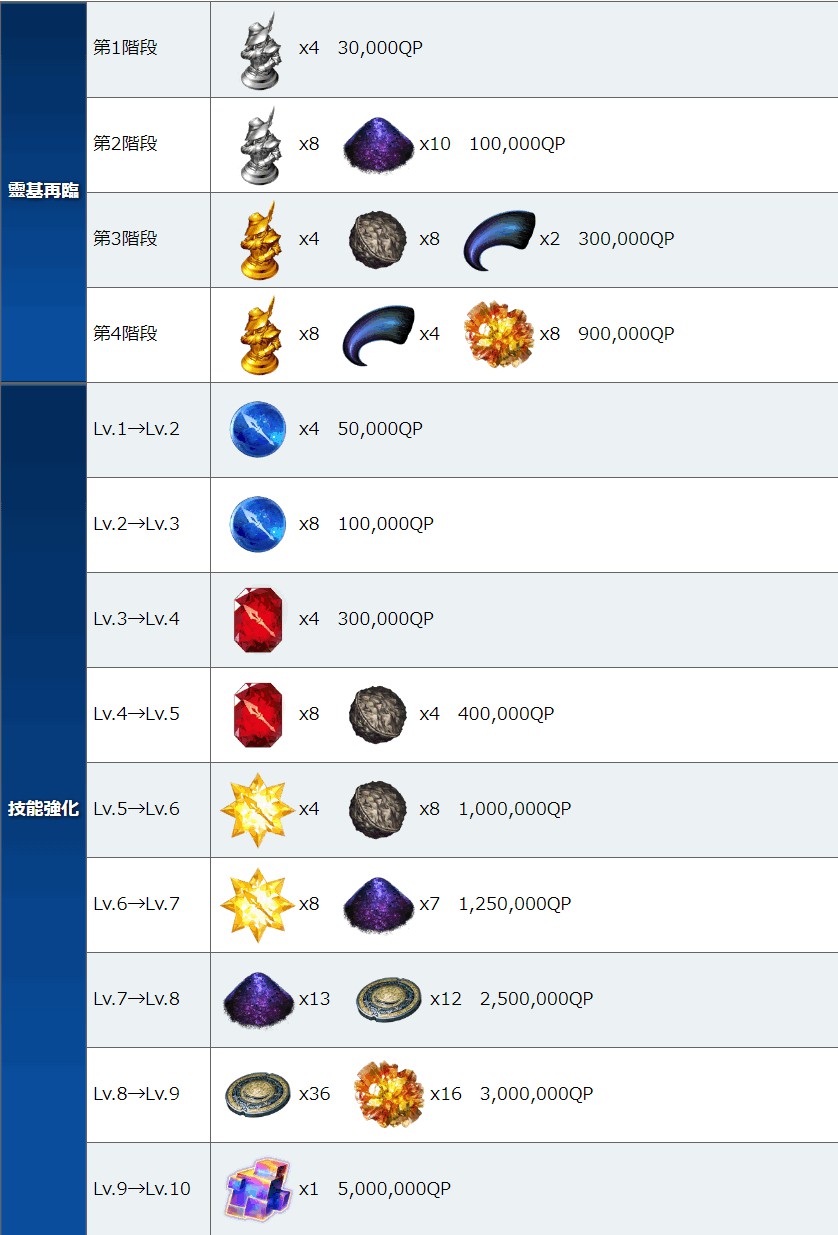 靈基再臨
第1階段 x4 30,000QP
第2階段 x8 x10 100,000QP
第3階段 x4 x8 x2 300,000QP
第4階段 x8 x4 x8 900,000QP
技能強化
Lv.1→Lv.2 x4 50,000QP
Lv.2→Lv.3 x8 100,000QP
Lv.3→Lv.4 x4 300,000QP
Lv.4→Lv.5 x8 x4 400,000QP
Lv.5→Lv.6 x4 x8 1,000,000QP
Lv.6→Lv.7 x8 x7 1,250,000QP
Lv.7→Lv.8 x13 x12 2,500,000QP
Lv.8→Lv.9 x36 x16 3,000,000QP
Lv.9→Lv.10 x1 5,000,000QP